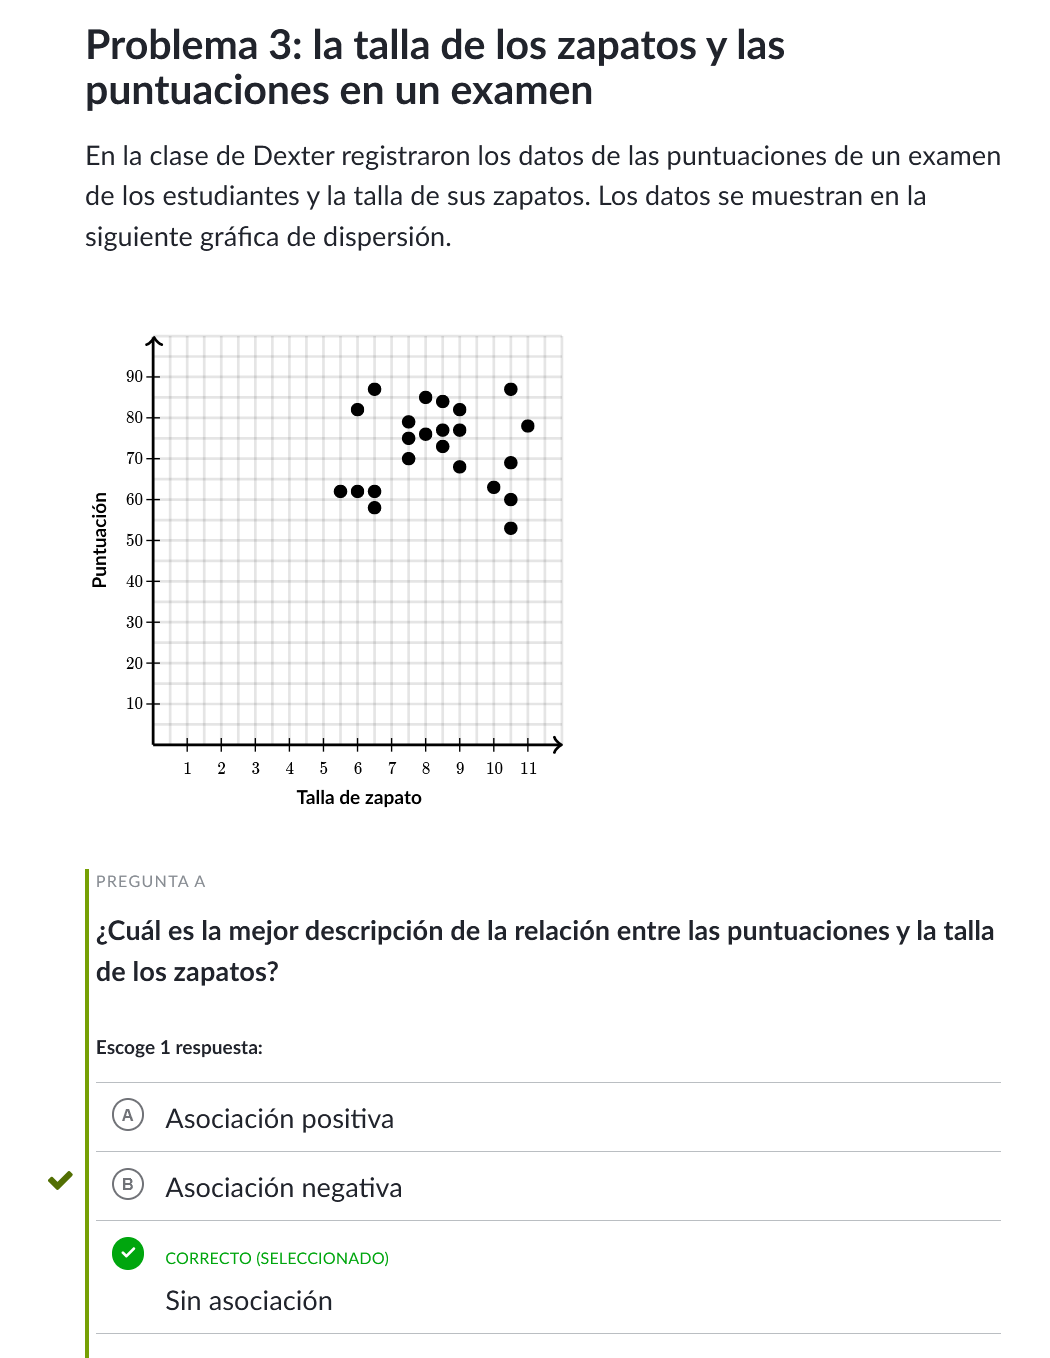 Problema 3: la talla de los zapatos y las
puntuaciones en un examen
En la clase de Dexter registraron los datos de las puntuaciones de un examen
de los estudiantes y la talla de sus zapatos. Los datos se muestran en la
siguiente gráfica de dispersión.
90
80
70
60
50
40
30
20
10
Puntuación
1 2 3 4 5 6 7 8 9 10 11
Talla de zapato
PREGUNTA A
¿Cuál es la mejor descripción de la relación entre las puntuaciones y la talla
de los zapatos?
Escoge 1 respuesta:
A Asociación positiva
B Asociación negativa
CORRECTO (SELECCIONADO)
Sin asociación